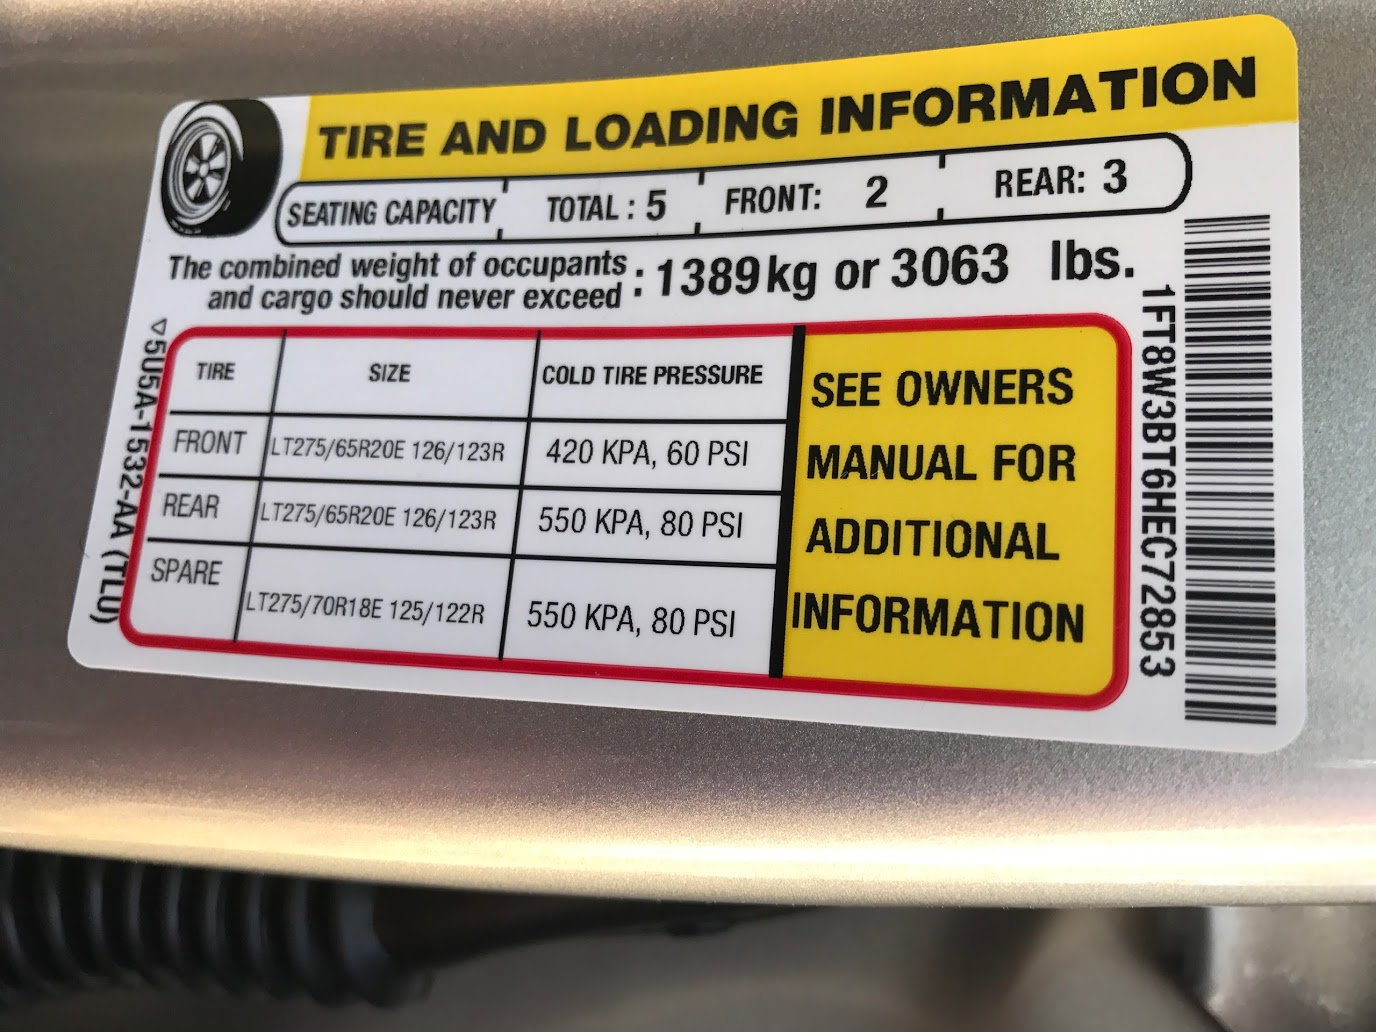 TIRE AND LOADING INFORMATION
SEATING CAPACITY TOTAL : 5 FRONT: 2 REAR: 3
The combined weight of occupants
and cargo should never exceed : 1389kg or 3063 lbs.
TIRE SIZE COLD TIRE PRESSURE
FRONT LT275/65R20E 126/123R 420 KPA, 60 PSI
REAR LT275/65R20E 126/123R 550 KPA, 80 PSI
SPARE LT275/70R18E 125/122R 550 KPA, 80 PSI
SEE OWNERS
MANUAL FOR
ADDITIONAL
INFORMATION
5U5A-1532-AA (TLU)
1FT8W3BT6HEC72853